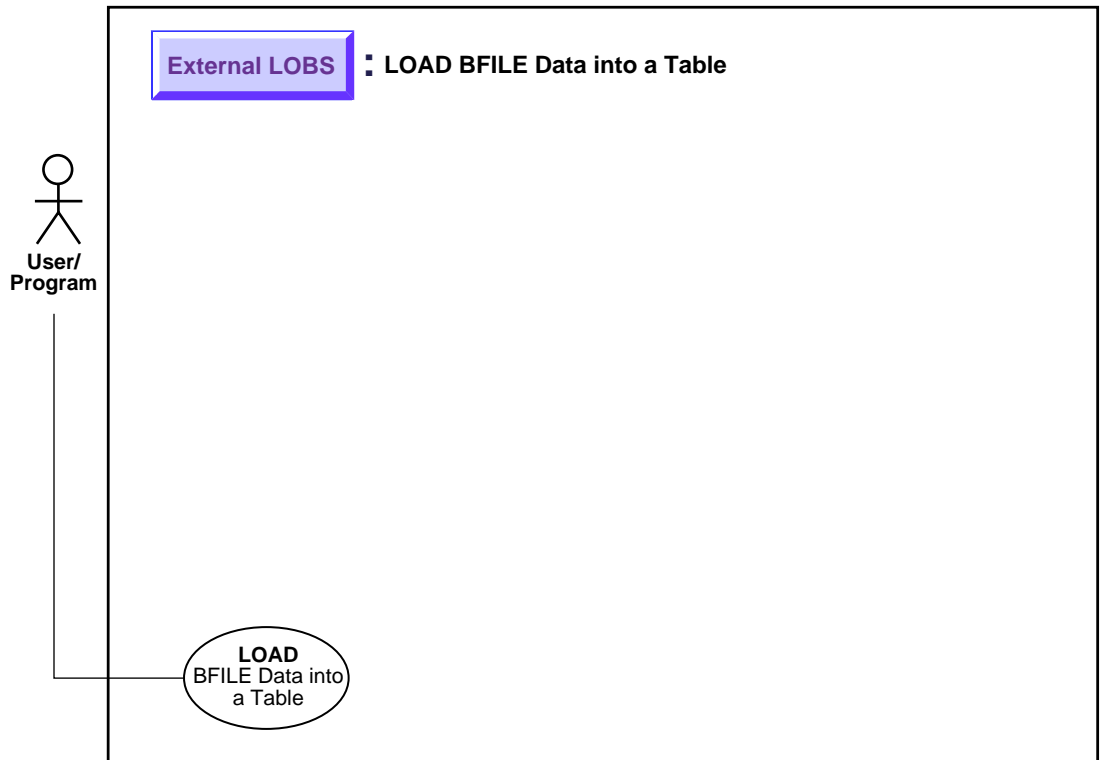 External LOBS : LOAD BFILE Data into a Table
User/
Program
LOAD
BFILE Data into
a Table